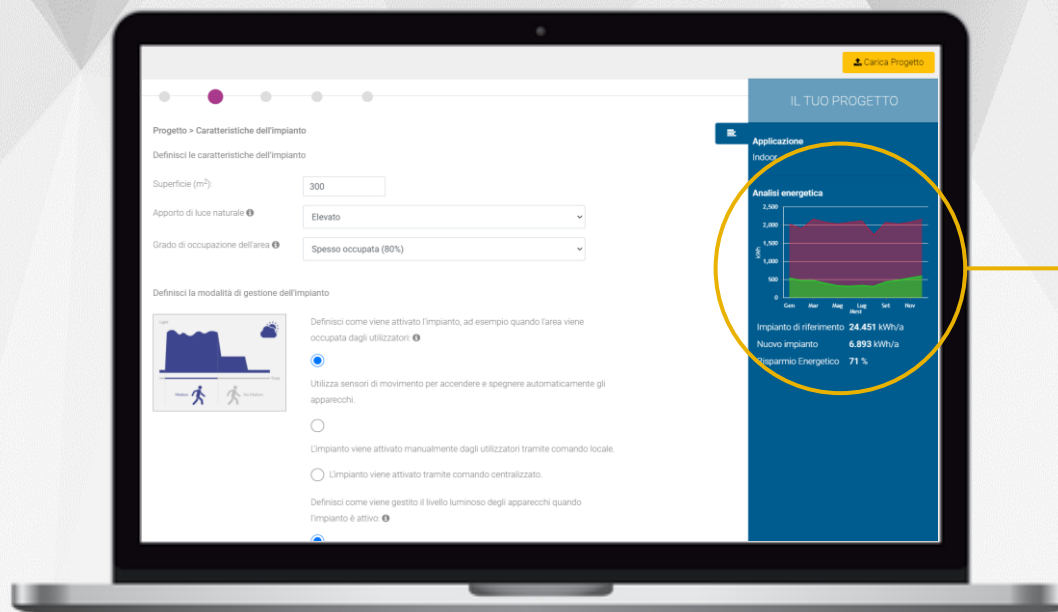 Carica Progetto
IL TUO PROGETTO
Progetto > Caratteristiche dell'impianto
Definisci le caratteristiche dell'impianto
Superficie (m²):
300
Apporto di luce naturale
Elevato
Grado di occupazione dell'area
Spesso occupata (80%)
Definisci la modalità di gestione dell'impianto
Light
Definisci come viene attivato l'impianto, ad esempio quando l'area viene
occupata dagli utilizzatori:
Utilizza sensori di movimento per accendere e spegnere automaticamente gli
apparecchi.
L'impianto viene attivato manualmente dagli utilizzatori tramite comando locale.
L'impianto viene attivato tramite comando centralizzato.
Definisci come viene gestito il livello luminoso degli apparecchi quando
l'impianto è attivo:
Applicazione
Indoor
Analisi energetica
2,500
2,000
1,500
1,000
500
0
kWh
Gen Mar Mag Lug Set Nov
Mesi
Impianto di riferimento 24.451 kWh/a
Nuovo impianto 6.893 kWh/a
Risparmio Energetico 71 %